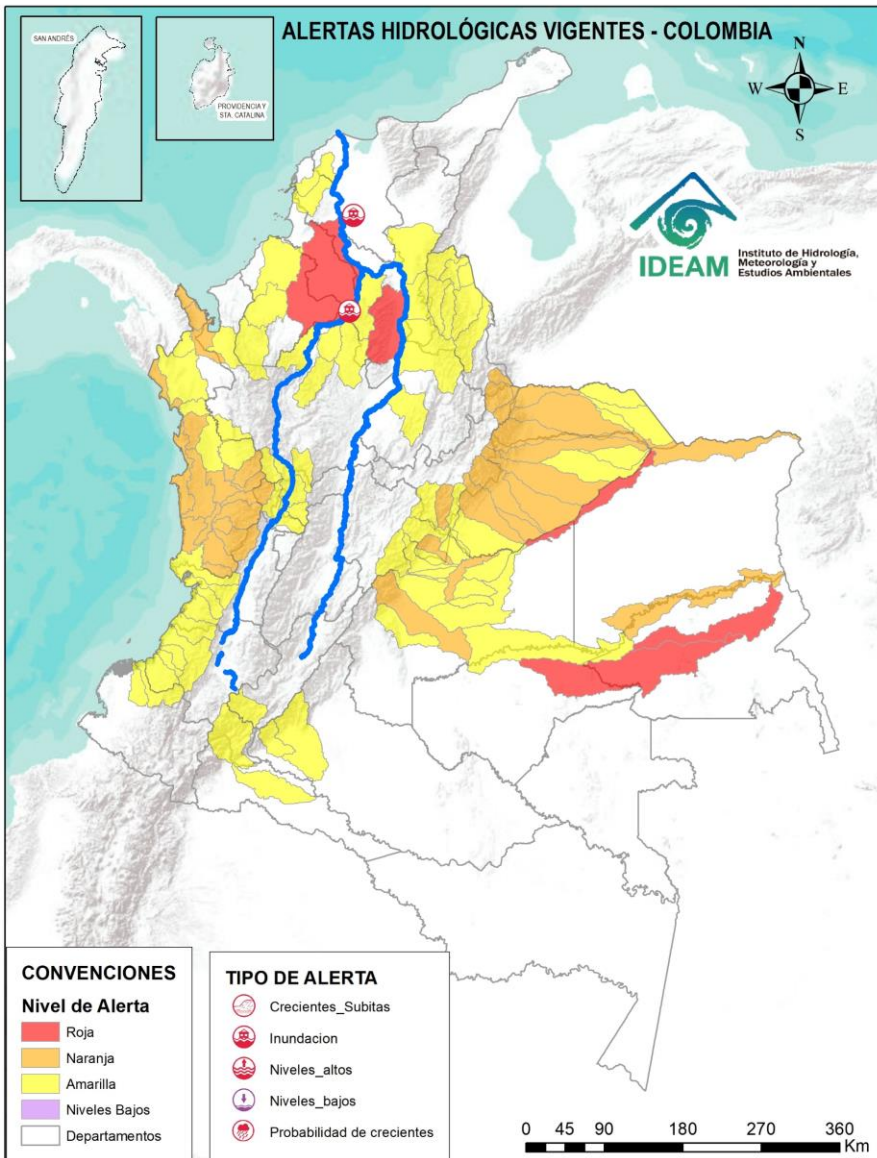 ALERTAS HIDROLÓGICAS VIGENTES - COLOMBIA
SAN ANDRÉS
PROVIDENCIA Y
STA. CATALINA
N
W
E
S
IDEAM
Instituto de Hidrología,
Meteorología y
Estudios Ambientales
CONVENCIONES
Nivel de Alerta
Roja
Naranja
Amarilla
Niveles Bajos
Departamentos
TIPO DE ALERTA
Crecientes_Subitas
Inundacion
Niveles_altos
Niveles_bajos
Probabilidad de crecientes
0 45 90 180 270 360
Km